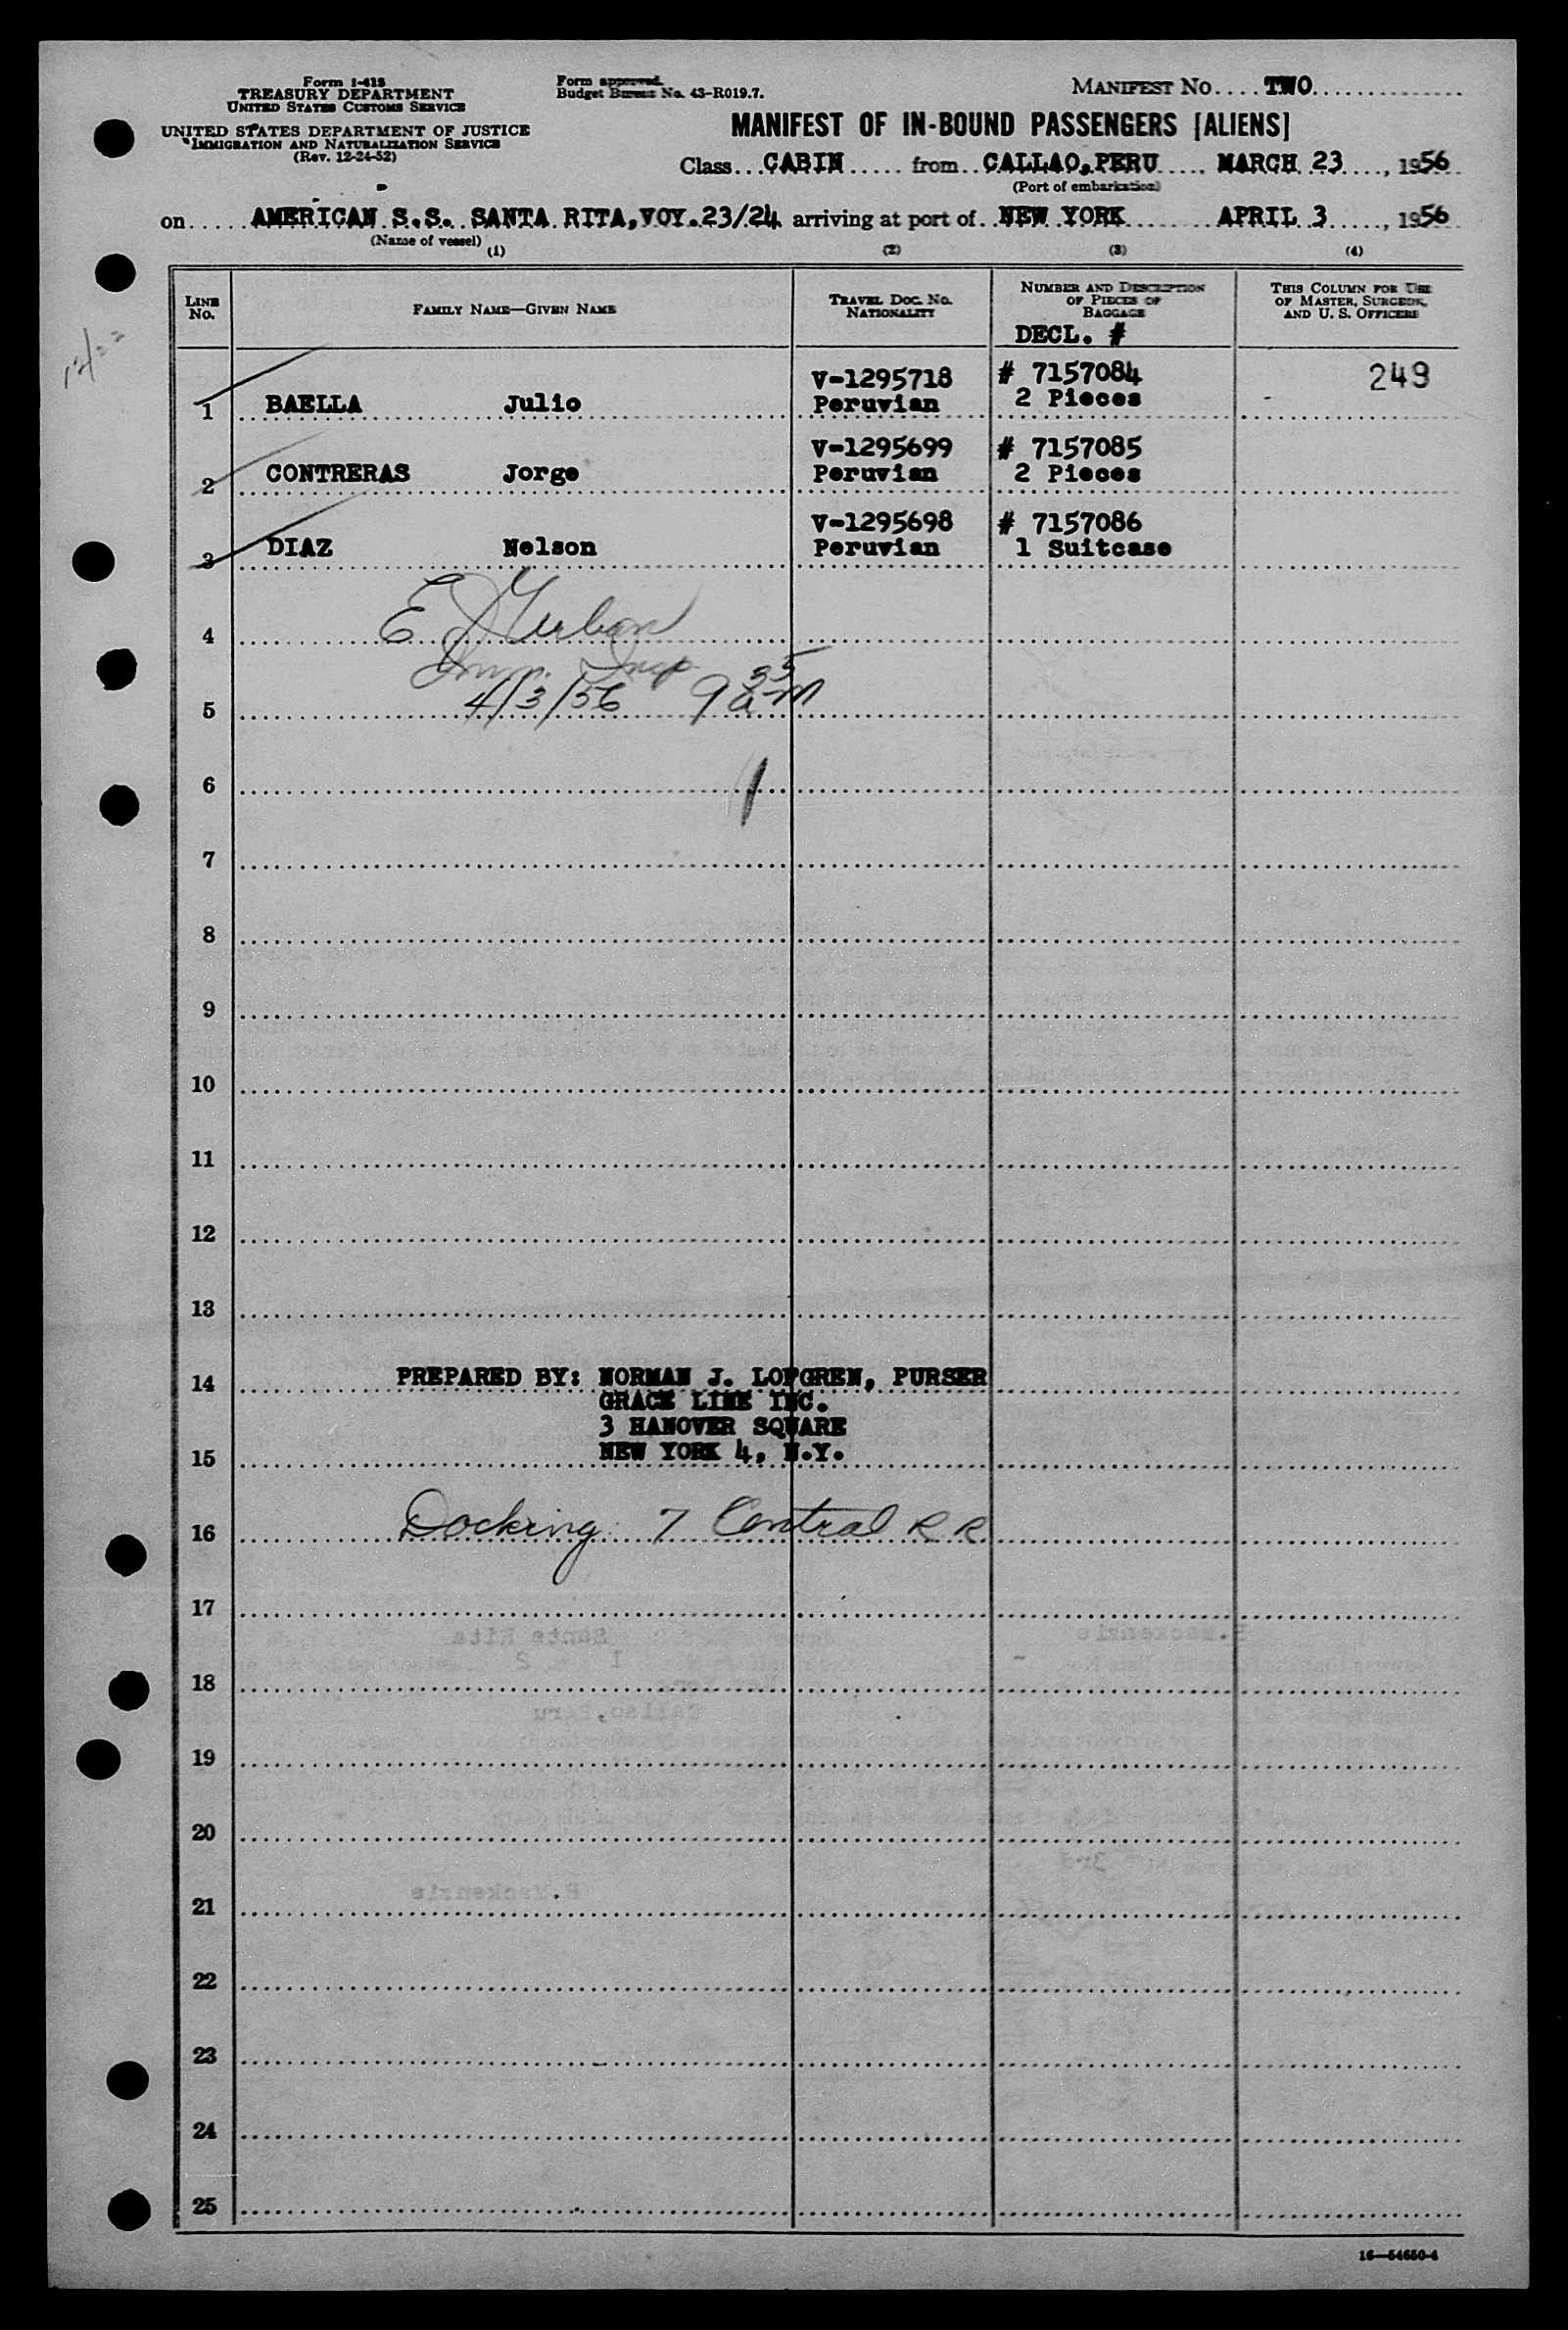 Form I-415
TREASURY DEPARTMENT
UNITED STATES CUSTOMS SERVICE
UNITED STATES DEPARTMENT OF JUSTICE
IMMIGRATION AND NATURALIZATION SERVICE
(Rev. 12-24-52)
Form approved.
Budget Bureau No. 43-R019.7.
MANIFEST NO. TWO
MANIFEST OF IN-BOUND PASSENGERS [ALIENS]
Class CABIN from CALLAO,PERU MARCH 23, 1956
(Port of embarkation)
on AMERICAN S.S. SANTA RITA,VOY.23/24 arriving at port of NEW YORK APRIL 3, 1956
(Name of vessel)
(1) (2) (3) (4)
LINE NO.
FAMILY NAME—GIVEN NAME
TRAVEL DOC. NO. NATIONALITY
NUMBER AND DESCRIPTION OF PIECES OF BAGGAGE
DECL. #
THIS COLUMN FOR USE OF MASTER, SURGEON, AND U. S. OFFICERS
V-1295718 # 7157084 249
1 BAELLA Julio Peruvian 2 Pieces
V-1295699 # 7157085
2 CONTRERAS Jorge Peruvian 2 Pieces
V-1295698 # 7157086
3 DIAZ Nelson Peruvian 1 Suitcase
4 E
Imm. Insp.
5 4/3/56 9 35 am
6
7
8
9
10
11
12
13
14 PREPARED BY: NORMAN J. LOFGREN, PURSER
GRACE LINE INC.
3 HANOVER SQUARE
15 NEW YORK 4, N.Y.
16 Docking 7 Central R R
17
18
19
20
21
22
23
24
25
16—54650-4